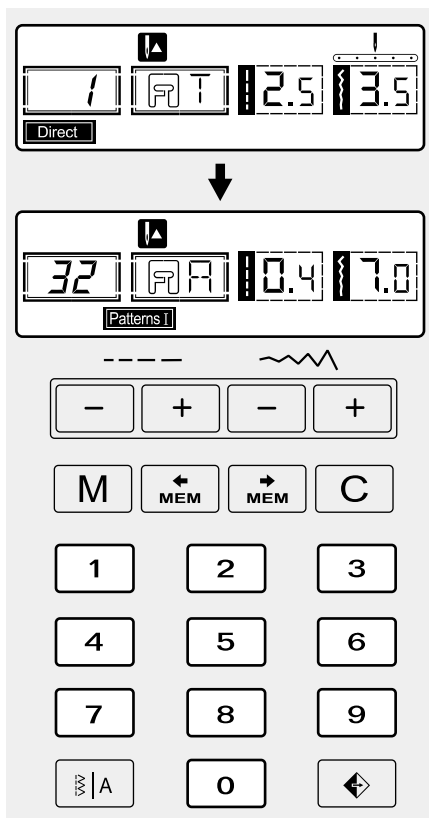 1 T 2.5 3.5
Direct
32 A 0.4 7.0
Patterns I
- + - +
M MEM MEM C
1 2 3
4 5 6
7 8 9
A 0